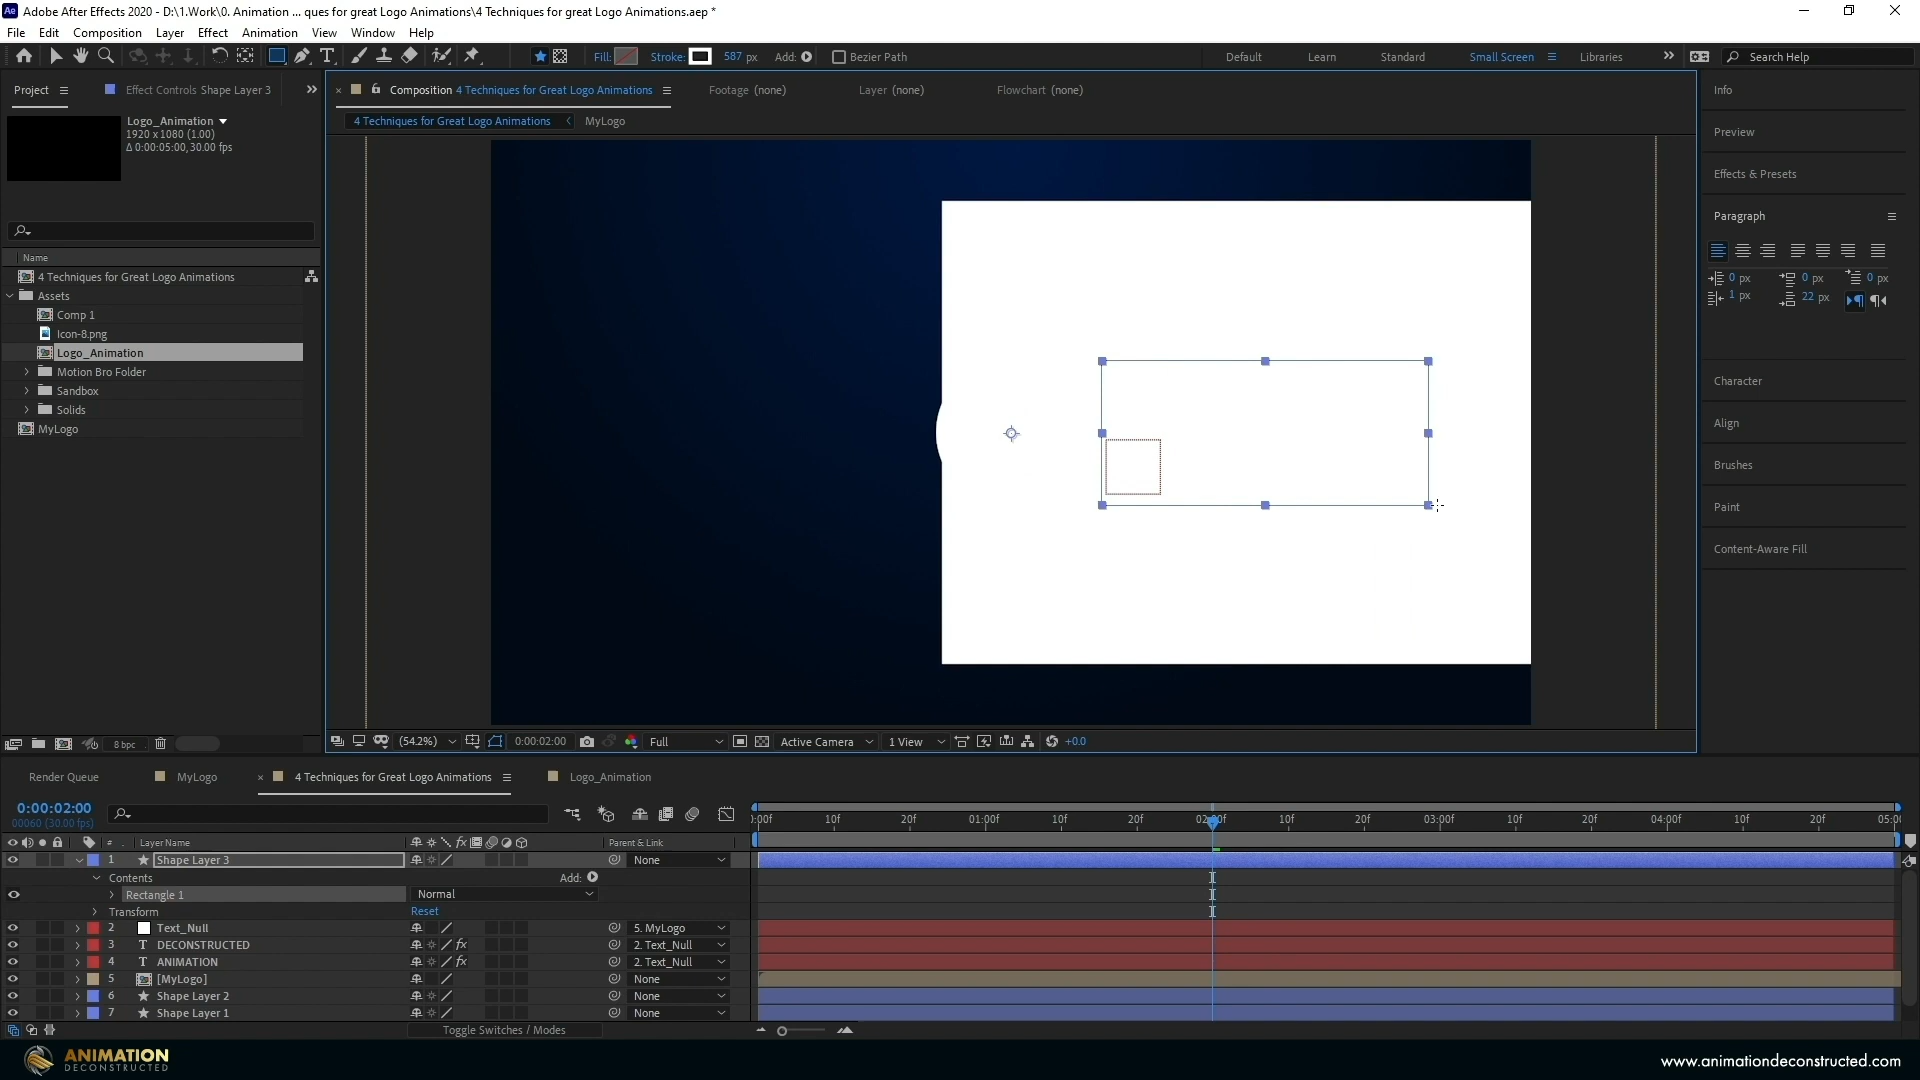 Adobe After Effects 2020 - D:\1.Work\0. Animation ... ques for great Logo Animations\4 Techniques for great Logo Animations.aep *
File Edit Composition Layer Effect Animation View Window Help
Fill: Stroke: 587 px Add: Bezier Path Default Learn Standard Small Screen Libraries Search Help
Project Effect Controls Shape Layer 3 Composition 4 Techniques for Great Logo Animations Footage (none) Layer (none) Flowchart (none)
4 Techniques for Great Logo Animations MyLogo
Logo_Animation
1920 x 1080 (1.00)
Δ 0:00:05:00, 30.00 fps
Name
4 Techniques for Great Logo Animations
Assets
Comp 1
Icon-8.png
Logo_Animation
Motion Bro Folder
Sandbox
Solids
MyLogo
8 bpc
Info
Preview
Effects & Presets
Paragraph
0 px 0 px 0 px
1 px 22 px
Character
Align
Brushes
Paint
Content-Aware Fill
(54.2%) 0:00:02:00 Full Active Camera 1 View +0.0
Render Queue MyLogo 4 Techniques for Great Logo Animations Logo_Animation
0:00:02:00
00060 (30.00 fps)
:00f 10f 20f 01:00f 10f 20f 02:00f 10f 20f 03:00f 10f 20f 04:00f 10f 20f 05:00
# Layer Name Parent & Link
1 Shape Layer 3 None
Contents Add:
Rectangle 1 Normal
Transform Reset
2 Text_Null 5. MyLogo
3 T DECONSTRUCTED fx 2. Text_Null
4 T ANIMATION fx 2. Text_Null
5 [MyLogo] None
6 Shape Layer 2 None
7 Shape Layer 1 None
Toggle Switches / Modes
ANIMATION
DECONSTRUCTED
www.animationdeconstructed.com